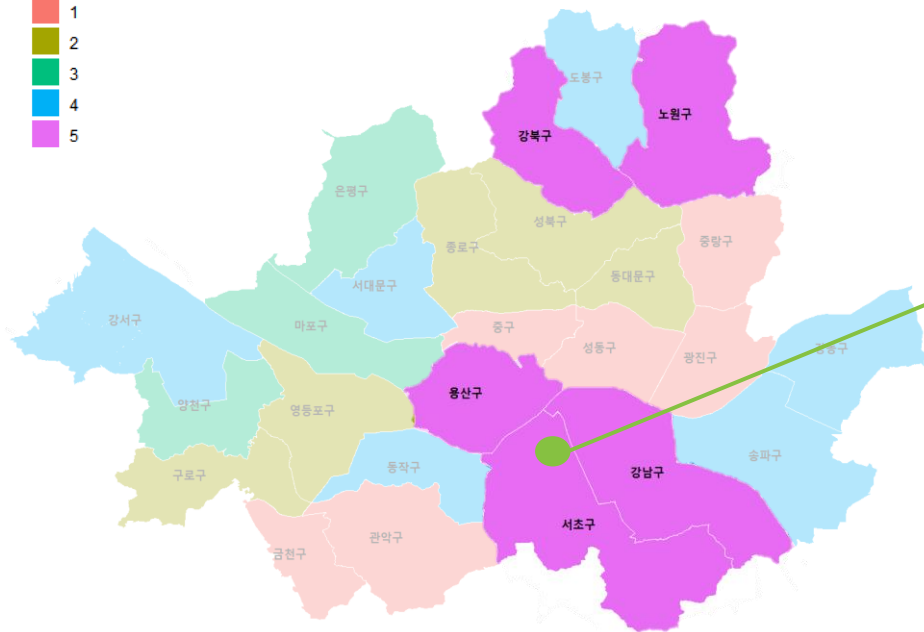 1
2
3
4
5
도봉구
노원구
강북구
은평구
성북구
중랑구
종로구
동대문구
서대문구
강서구
마포구
중구
성동구
광진구
강동구
용산구
양천구
영등포구
송파구
동작구
강남구
구로구
서초구
관악구
금천구